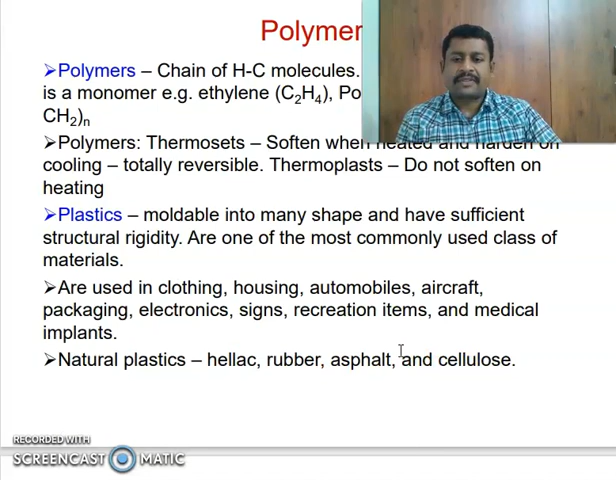 Polymer
➢Polymers – Chain of H-C molecules.
is a monomer e.g. ethylene (C₂H₄), Po
CH₂)ₙ
➢Polymers: Thermosets – Soften when heated and harden on
cooling – totally reversible. Thermoplasts – Do not soften on
heating
➢Plastics – moldable into many shape and have sufficient
structural rigidity. Are one of the most commonly used class of
materials.
➢Are used in clothing, housing, automobiles, aircraft,
packaging, electronics, signs, recreation items, and medical
implants.
➢Natural plastics – hellac, rubber, asphalt, and cellulose.
RECORDED WITH
SCREENCAST MATIC